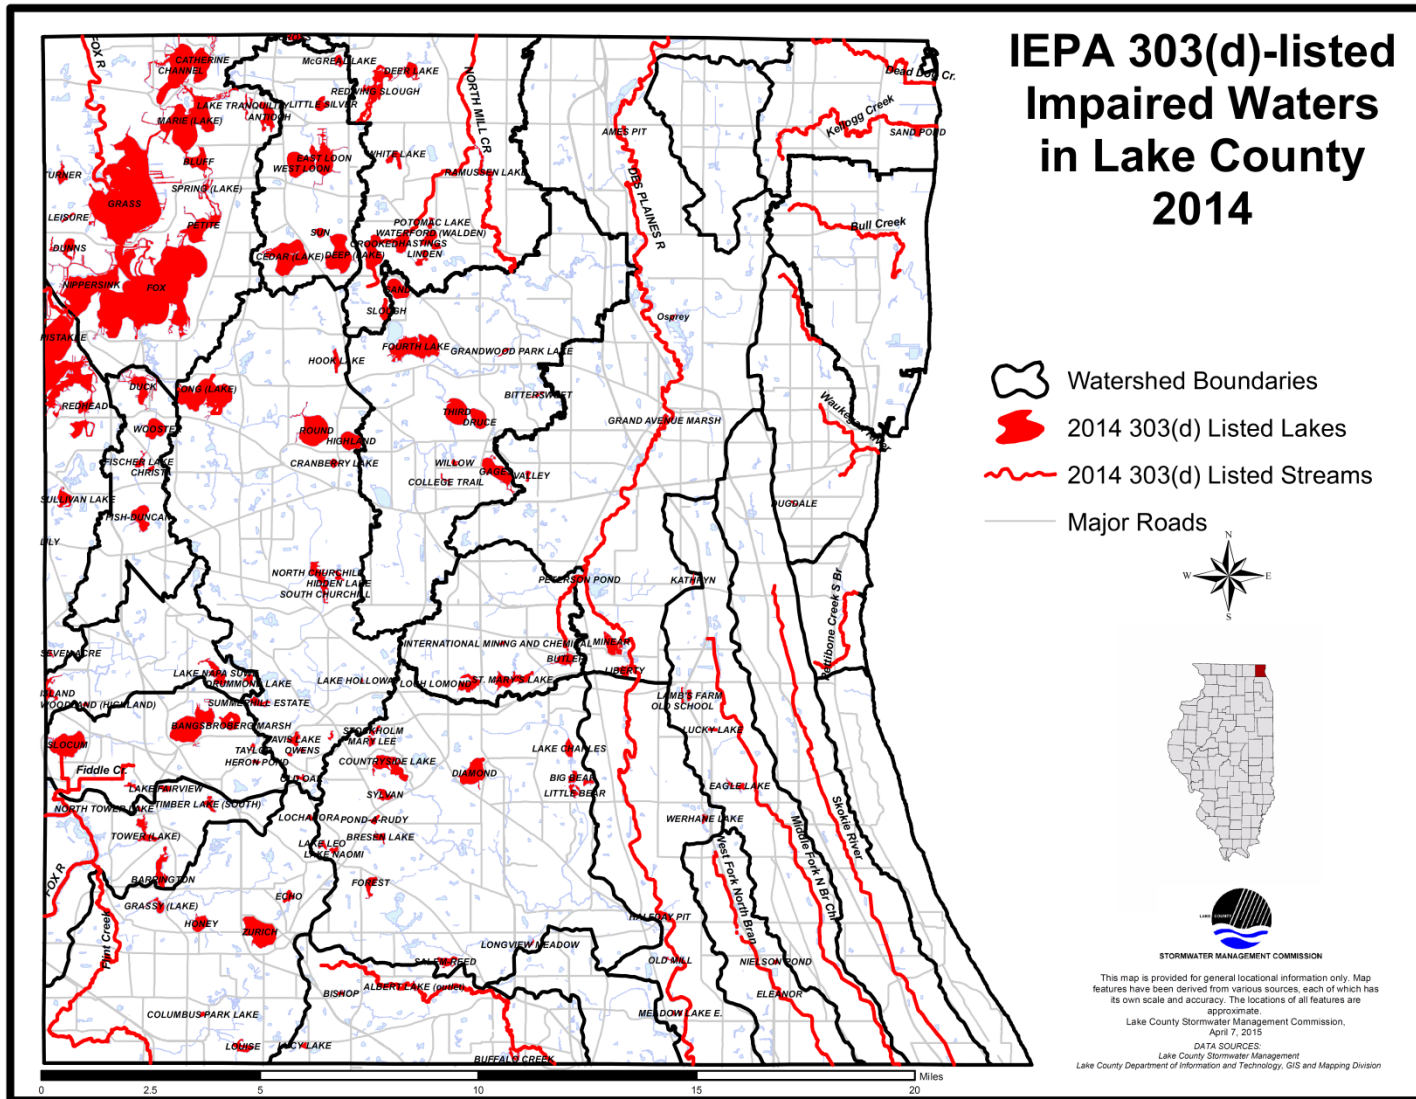 IEPA 303(d)-listed
Impaired Waters
in Lake County
2014
Watershed Boundaries
2014 303(d) Listed Lakes
2014 303(d) Listed Streams
Major Roads
N
W E
S
FOX R
CATHERINE
CHANNEL
McGREAL LAKE
DEEP LAKE
REDWING SLOUGH
LAKE TRANQUILITY
LITTLE SILVER
ANTIOCH
MARIE (LAKE)
NORTH MILL CR
AMES PIT
Dead Dog Cr.
Kellogg Creek
SAND POND
BLUFF
EAST LOON
WEST LOON
WHITE LAKE
RAMUSSEN LAKE
DES PLAINES R
TURNER
SPRING (LAKE)
GRASS
LEISURE
PETITE
SUN
POTOMAC LAKE
WATERFORD (WALDEN)
CROOKED
HASTINGS
LINDEN
Bull Creek
DUNNS
CEDAR (LAKE)
DEEP (LAKE)
NIPPERSINK
FOX
SAND
SLOUGH
Osprey
PISTAKEE
HOOK LAKE
FOURTH LAKE
GRANDWOOD PARK LAKE
DUCK
LONG (LAKE)
BITTERSWEET
REDHEAD
THIRD
DRUCE
GRAND AVENUE MARSH
Waukegan River
WOOSTER
ROUND
HIGHLAND
FISCHER LAKE
CHRISTA
CRANBERRY LAKE
WILLOW
COLLEGE TRAIL
GAGES
VALLEY
SULLIVAN LAKE
FISH-DUNCAN
DUGDALE
LILY
NORTH CHURCHILL
HIDDEN LAKE
SOUTH CHURCHILL
PETERSON POND
KATHRYN
Pettibone Creek S Br
INTERNATIONAL MINING AND CHEMICAL
MINEAR
BUTLER
LIBERTY
SEVEN ACRE
LAKE NAPA SUWE
DRUMMOND LAKE
LAKE HOLLOWAY
LOCH LOMOND
ST. MARY'S LAKE
ISLAND
WOODLAND (HIGHLAND)
SUMMERHILL ESTATE
LAMB'S FARM
OLD SCHOOL
BANGS
BROBERG MARSH
STOCKHOLM
MARY LEE
LUCKY LAKE
SLOCUM
DAVIS LAKE
TAYLOR
OWENS
HERON POND
COUNTRYSIDE LAKE
LAKE CHARLES
Fiddle Cr.
OLD OAK
DIAMOND
BIG BEAR
LITTLE BEAR
EAGLE LAKE
LAKE FAIRVIEW
SYLVAN
NORTH TOWER LAKE
TIMBER LAKE (SOUTH)
LOCHANORA
POND-A-RUDY
WERHANE LAKE
Skokie River
TOWER (LAKE)
BRESEN LAKE
LAKE LEO
LAKE NAOMI
West Fork North Bran
Middle Fork N Br Chi
FOX R
BARRINGTON
FOREST
ECHO
GRASSY (LAKE)
HONEY
ZURICH
HALFDAY PIT
Flint Creek
LONGVIEW MEADOW
SALEM REED
OLD MILL
NIELSON POND
BISHOP
ALBERT LAKE (outlet)
ELEANOR
COLUMBUS PARK LAKE
MEADOW LAKE E.
LOUISE
LUCY LAKE
BUFFALO CREEK
0 2.5 5 10 15 20
Miles
LAKE COUNTY
STORMWATER MANAGEMENT COMMISSION
This map is provided for general locational information only. Map
features have been derived from various sources, each of which has
its own scale and accuracy. The locations of all features are
approximate.
Lake County Stormwater Management Commission,
April 7, 2015
DATA SOURCES:
Lake County Stormwater Management
Lake County Department of Information and Technology, GIS and Mapping Division